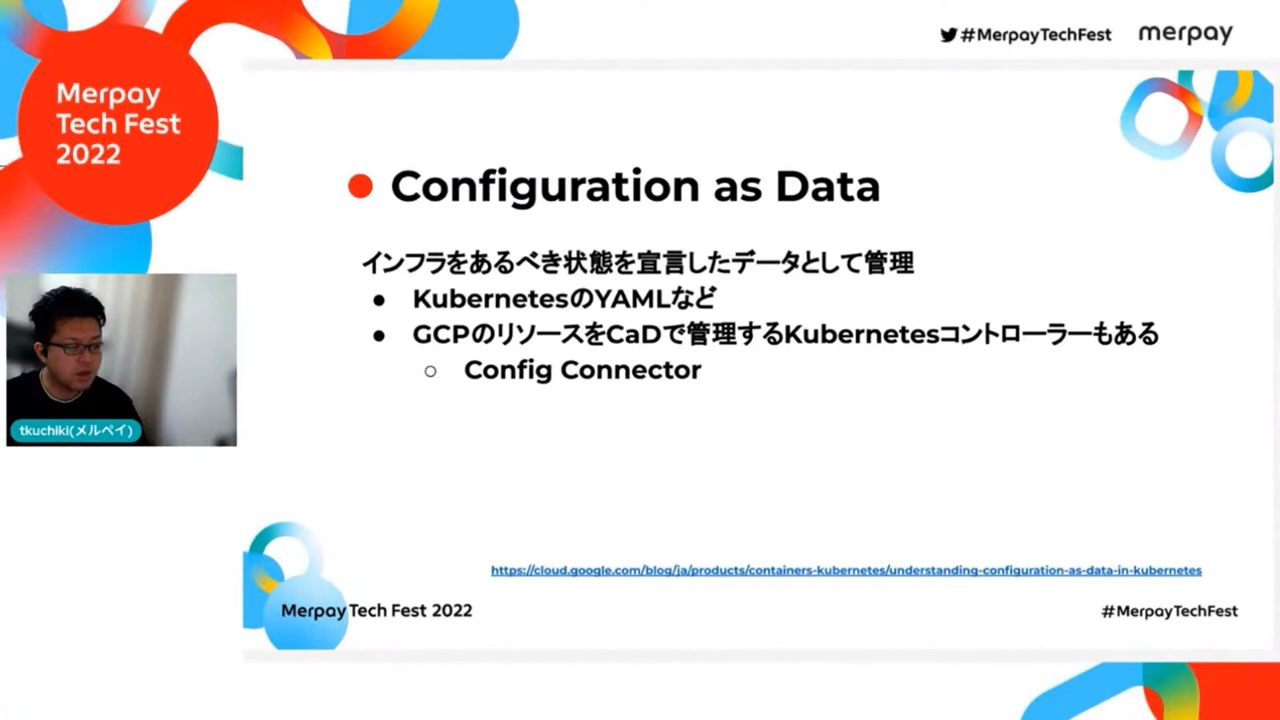 #MerpayTechFest
merpay
Merpay
Tech Fest
2022
Configuration as Data
インフラをあるべき状態を宣言したデータとして管理
● KubernetesのYAMLなど
● GCPのリソースをCaDで管理するKubernetesコントローラーもある
○ Config Connector
tkuchiki(メルペイ)
https://cloud.google.com/blog/ja/products/containers-kubernetes/understanding-configuration-as-data-in-kubernetes
Merpay Tech Fest 2022
#MerpayTechFest